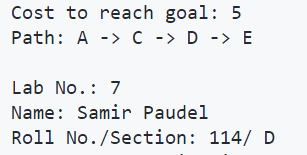 Cost to reach goal: 5
Path: A -> C -> D -> E
Lab No.: 7
Name: Samir Paudel
Roll No./Section: 114/ D